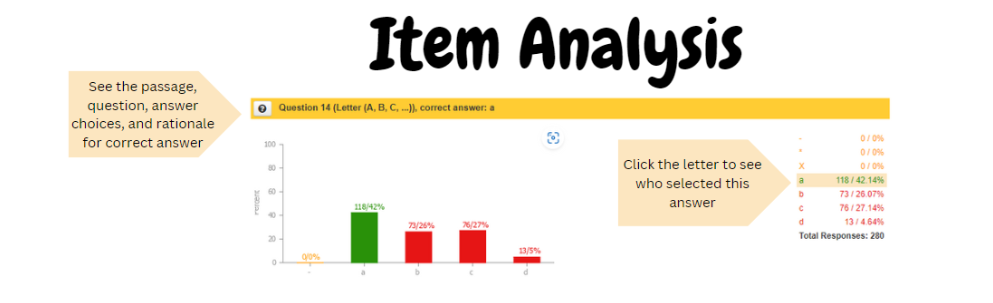 Item Analysis
See the passage,
question, answer
choices, and rationale
for correct answer
Question 14 (Letter (A, B, C, ...)), correct answer: a
Percent
100
80
60
40
20
0
0/0%
118/42%
73/26%
76/27%
13/5%
-
a
b
c
d
Click the letter to see
who selected this
answer
- 0 / 0%
* 0 / 0%
X 0 / 0%
a 118 / 42.14%
b 73 / 26.07%
c 76 / 27.14%
d 13 / 4.64%
Total Responses: 280